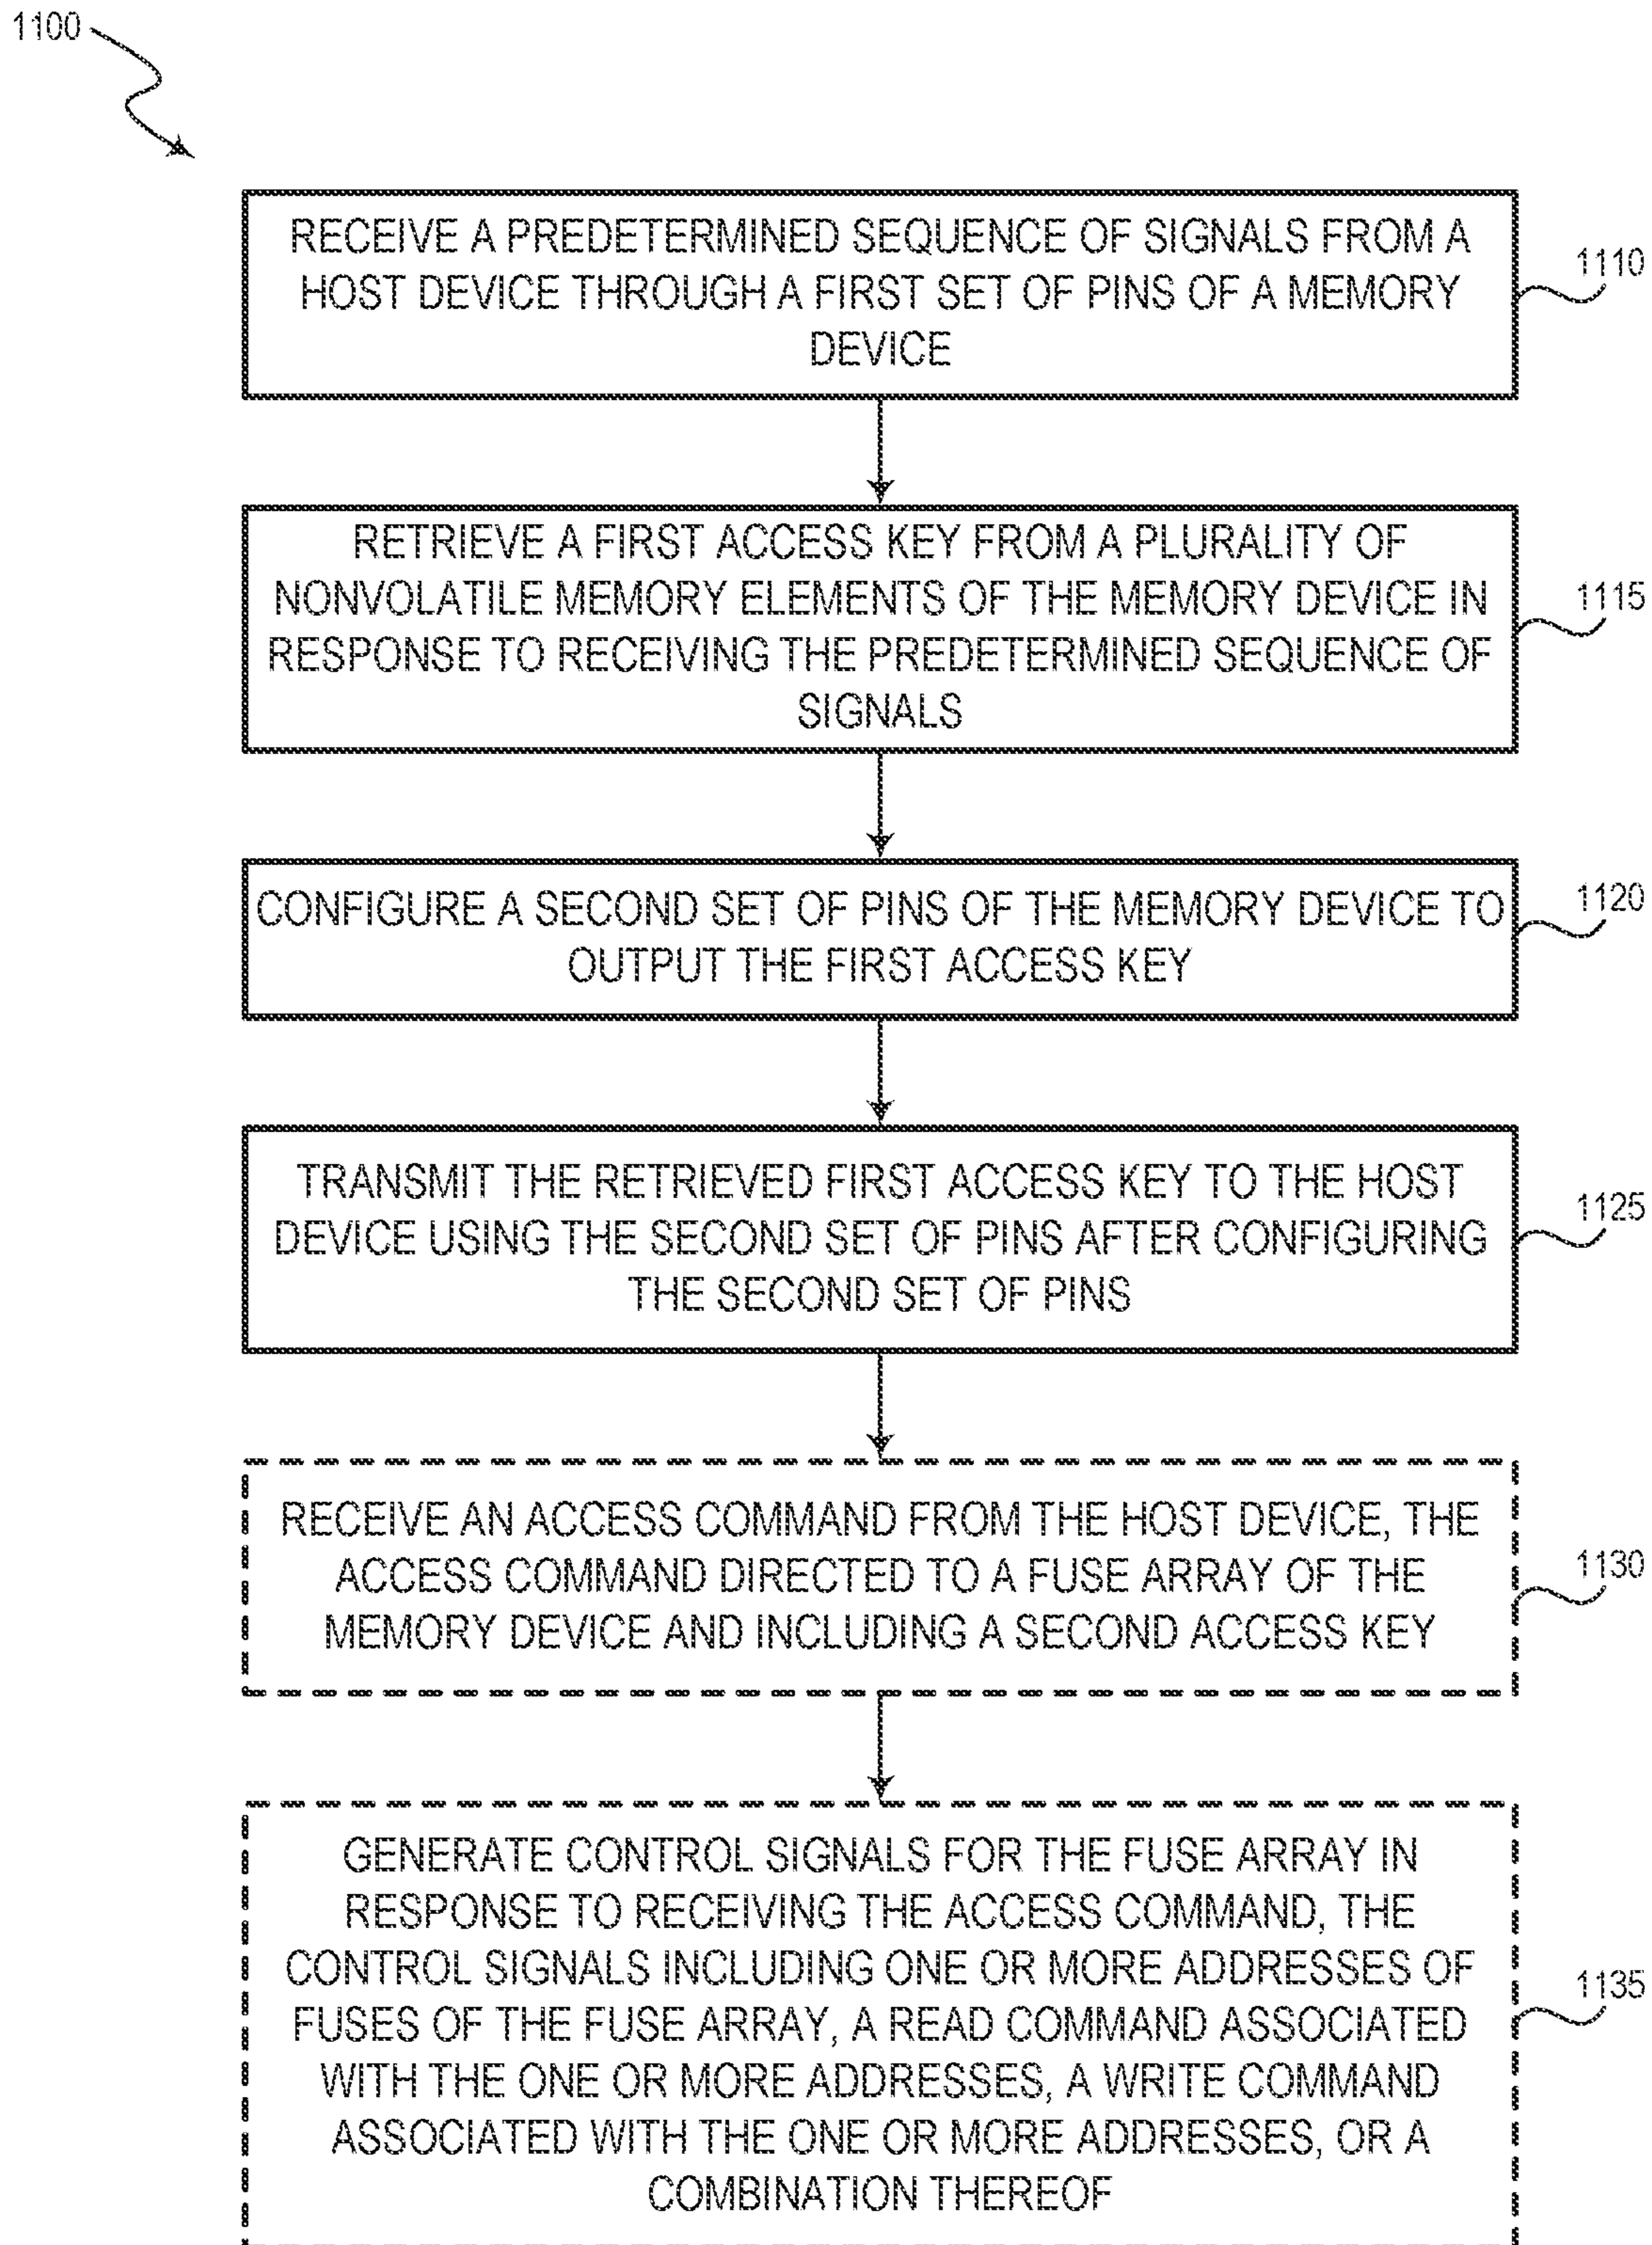 1100
RECEIVE A PREDETERMINED SEQUENCE OF SIGNALS FROM A
HOST DEVICE THROUGH A FIRST SET OF PINS OF A MEMORY
DEVICE
1110
RETRIEVE A FIRST ACCESS KEY FROM A PLURALITY OF
NONVOLATILE MEMORY ELEMENTS OF THE MEMORY DEVICE IN
RESPONSE TO RECEIVING THE PREDETERMINED SEQUENCE OF
SIGNALS
1115
CONFIGURE A SECOND SET OF PINS OF THE MEMORY DEVICE TO
OUTPUT THE FIRST ACCESS KEY
1120
TRANSMIT THE RETRIEVED FIRST ACCESS KEY TO THE HOST
DEVICE USING THE SECOND SET OF PINS AFTER CONFIGURING
THE SECOND SET OF PINS
1125
RECEIVE AN ACCESS COMMAND FROM THE HOST DEVICE, THE
ACCESS COMMAND DIRECTED TO A FUSE ARRAY OF THE
MEMORY DEVICE AND INCLUDING A SECOND ACCESS KEY
1130
GENERATE CONTROL SIGNALS FOR THE FUSE ARRAY IN
RESPONSE TO RECEIVING THE ACCESS COMMAND, THE
CONTROL SIGNALS INCLUDING ONE OR MORE ADDRESSES OF
FUSES OF THE FUSE ARRAY, A READ COMMAND ASSOCIATED
WITH THE ONE OR MORE ADDRESSES, A WRITE COMMAND
ASSOCIATED WITH THE ONE OR MORE ADDRESSES, OR A
COMBINATION THEREOF
1135